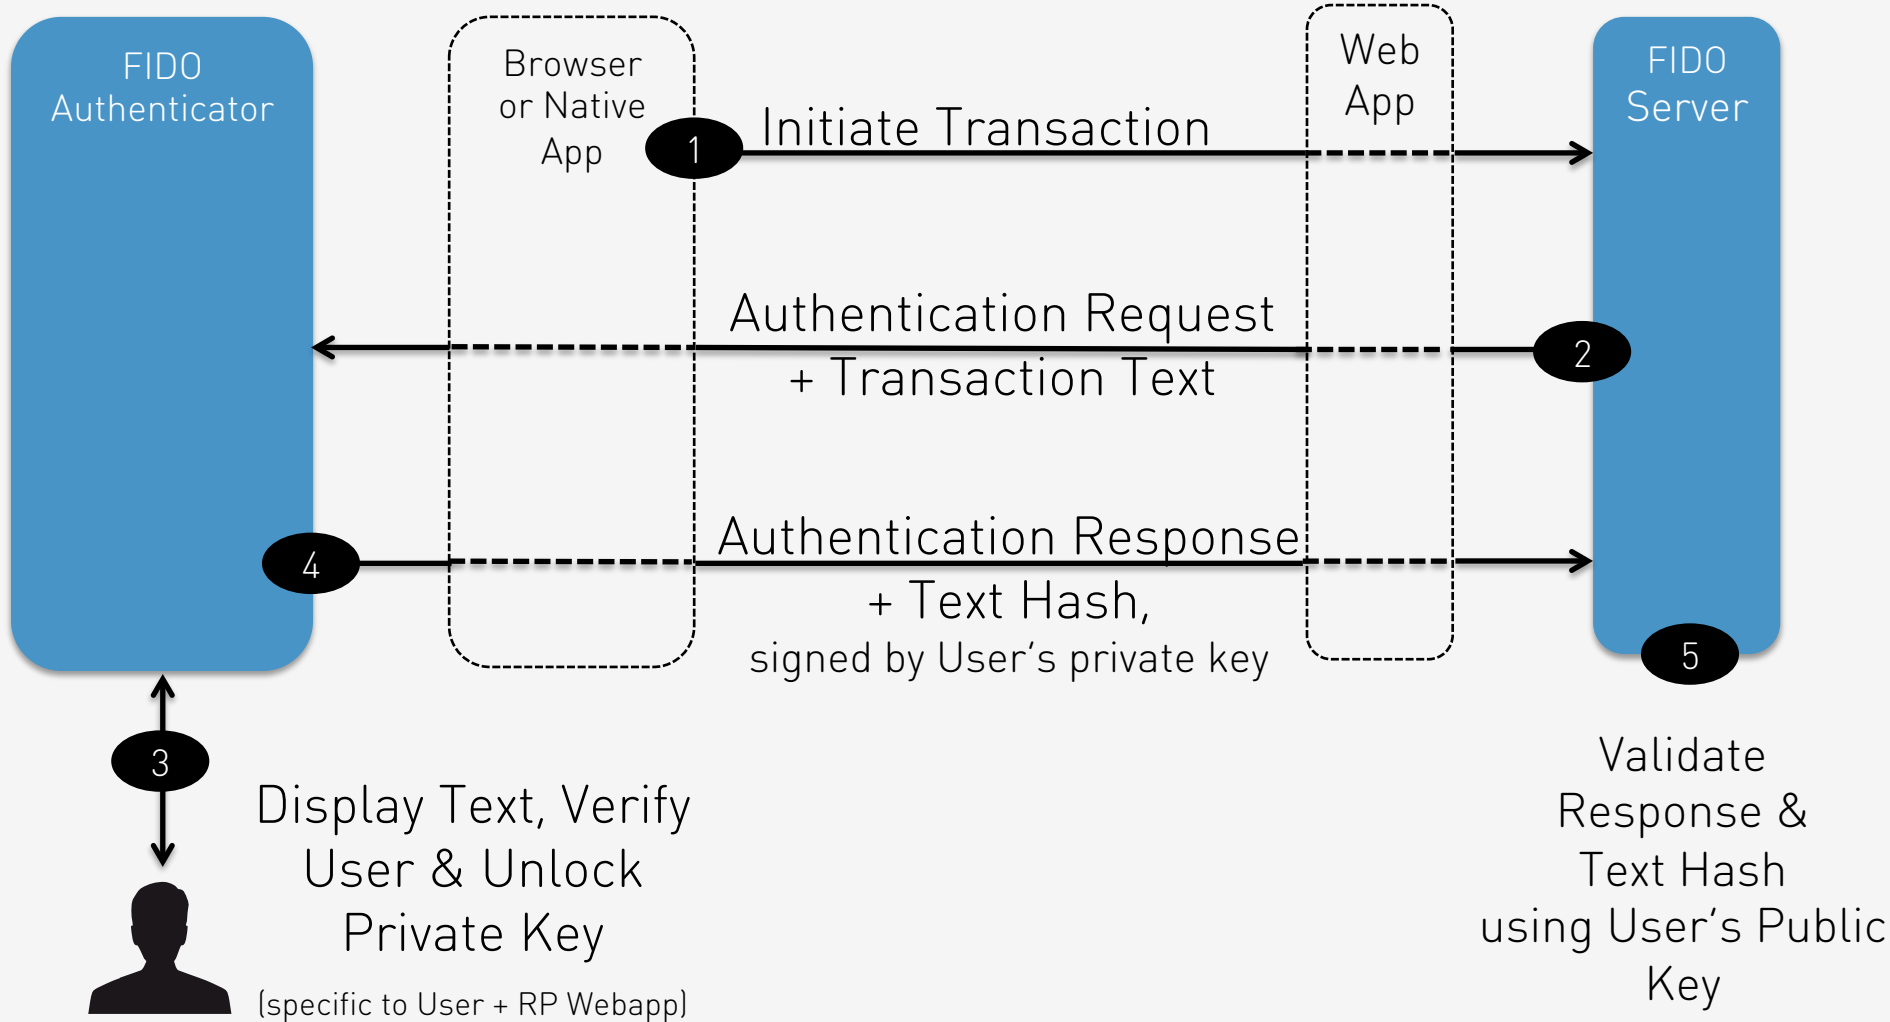 FIDO
Authenticator
Browser
or Native
App
Web
App
FIDO
Server
1
Initiate Transaction
Authentication Request
+ Transaction Text
2
4
Authentication Response
+ Text Hash,
signed by User's private key
5
3
Display Text, Verify
User & Unlock
Private Key
(specific to User + RP Webapp)
Validate
Response &
Text Hash
using User's Public
Key